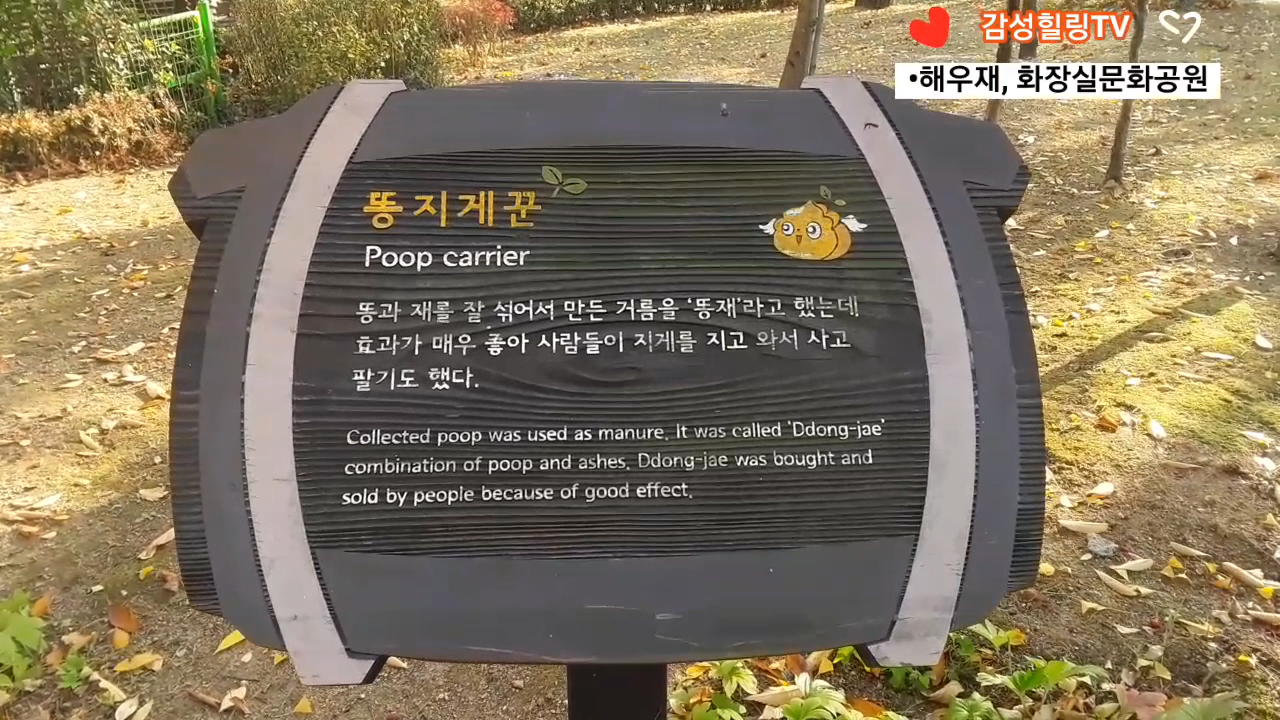 감성힐링TV
•해우재, 화장실문화공원
똥지게꾼
Poop carrier
똥과 재를 잘 섞어서 만든 거름을 ‘똥재’라고 했는데
효과가 매우 좋아 사람들이 지게를 지고 와서 사고
팔기도 했다.
Collected poop was used as manure. It was called 'Ddong-jae'
combination of poop and ashes. Ddong-jae was bought and
sold by people because of good effect.